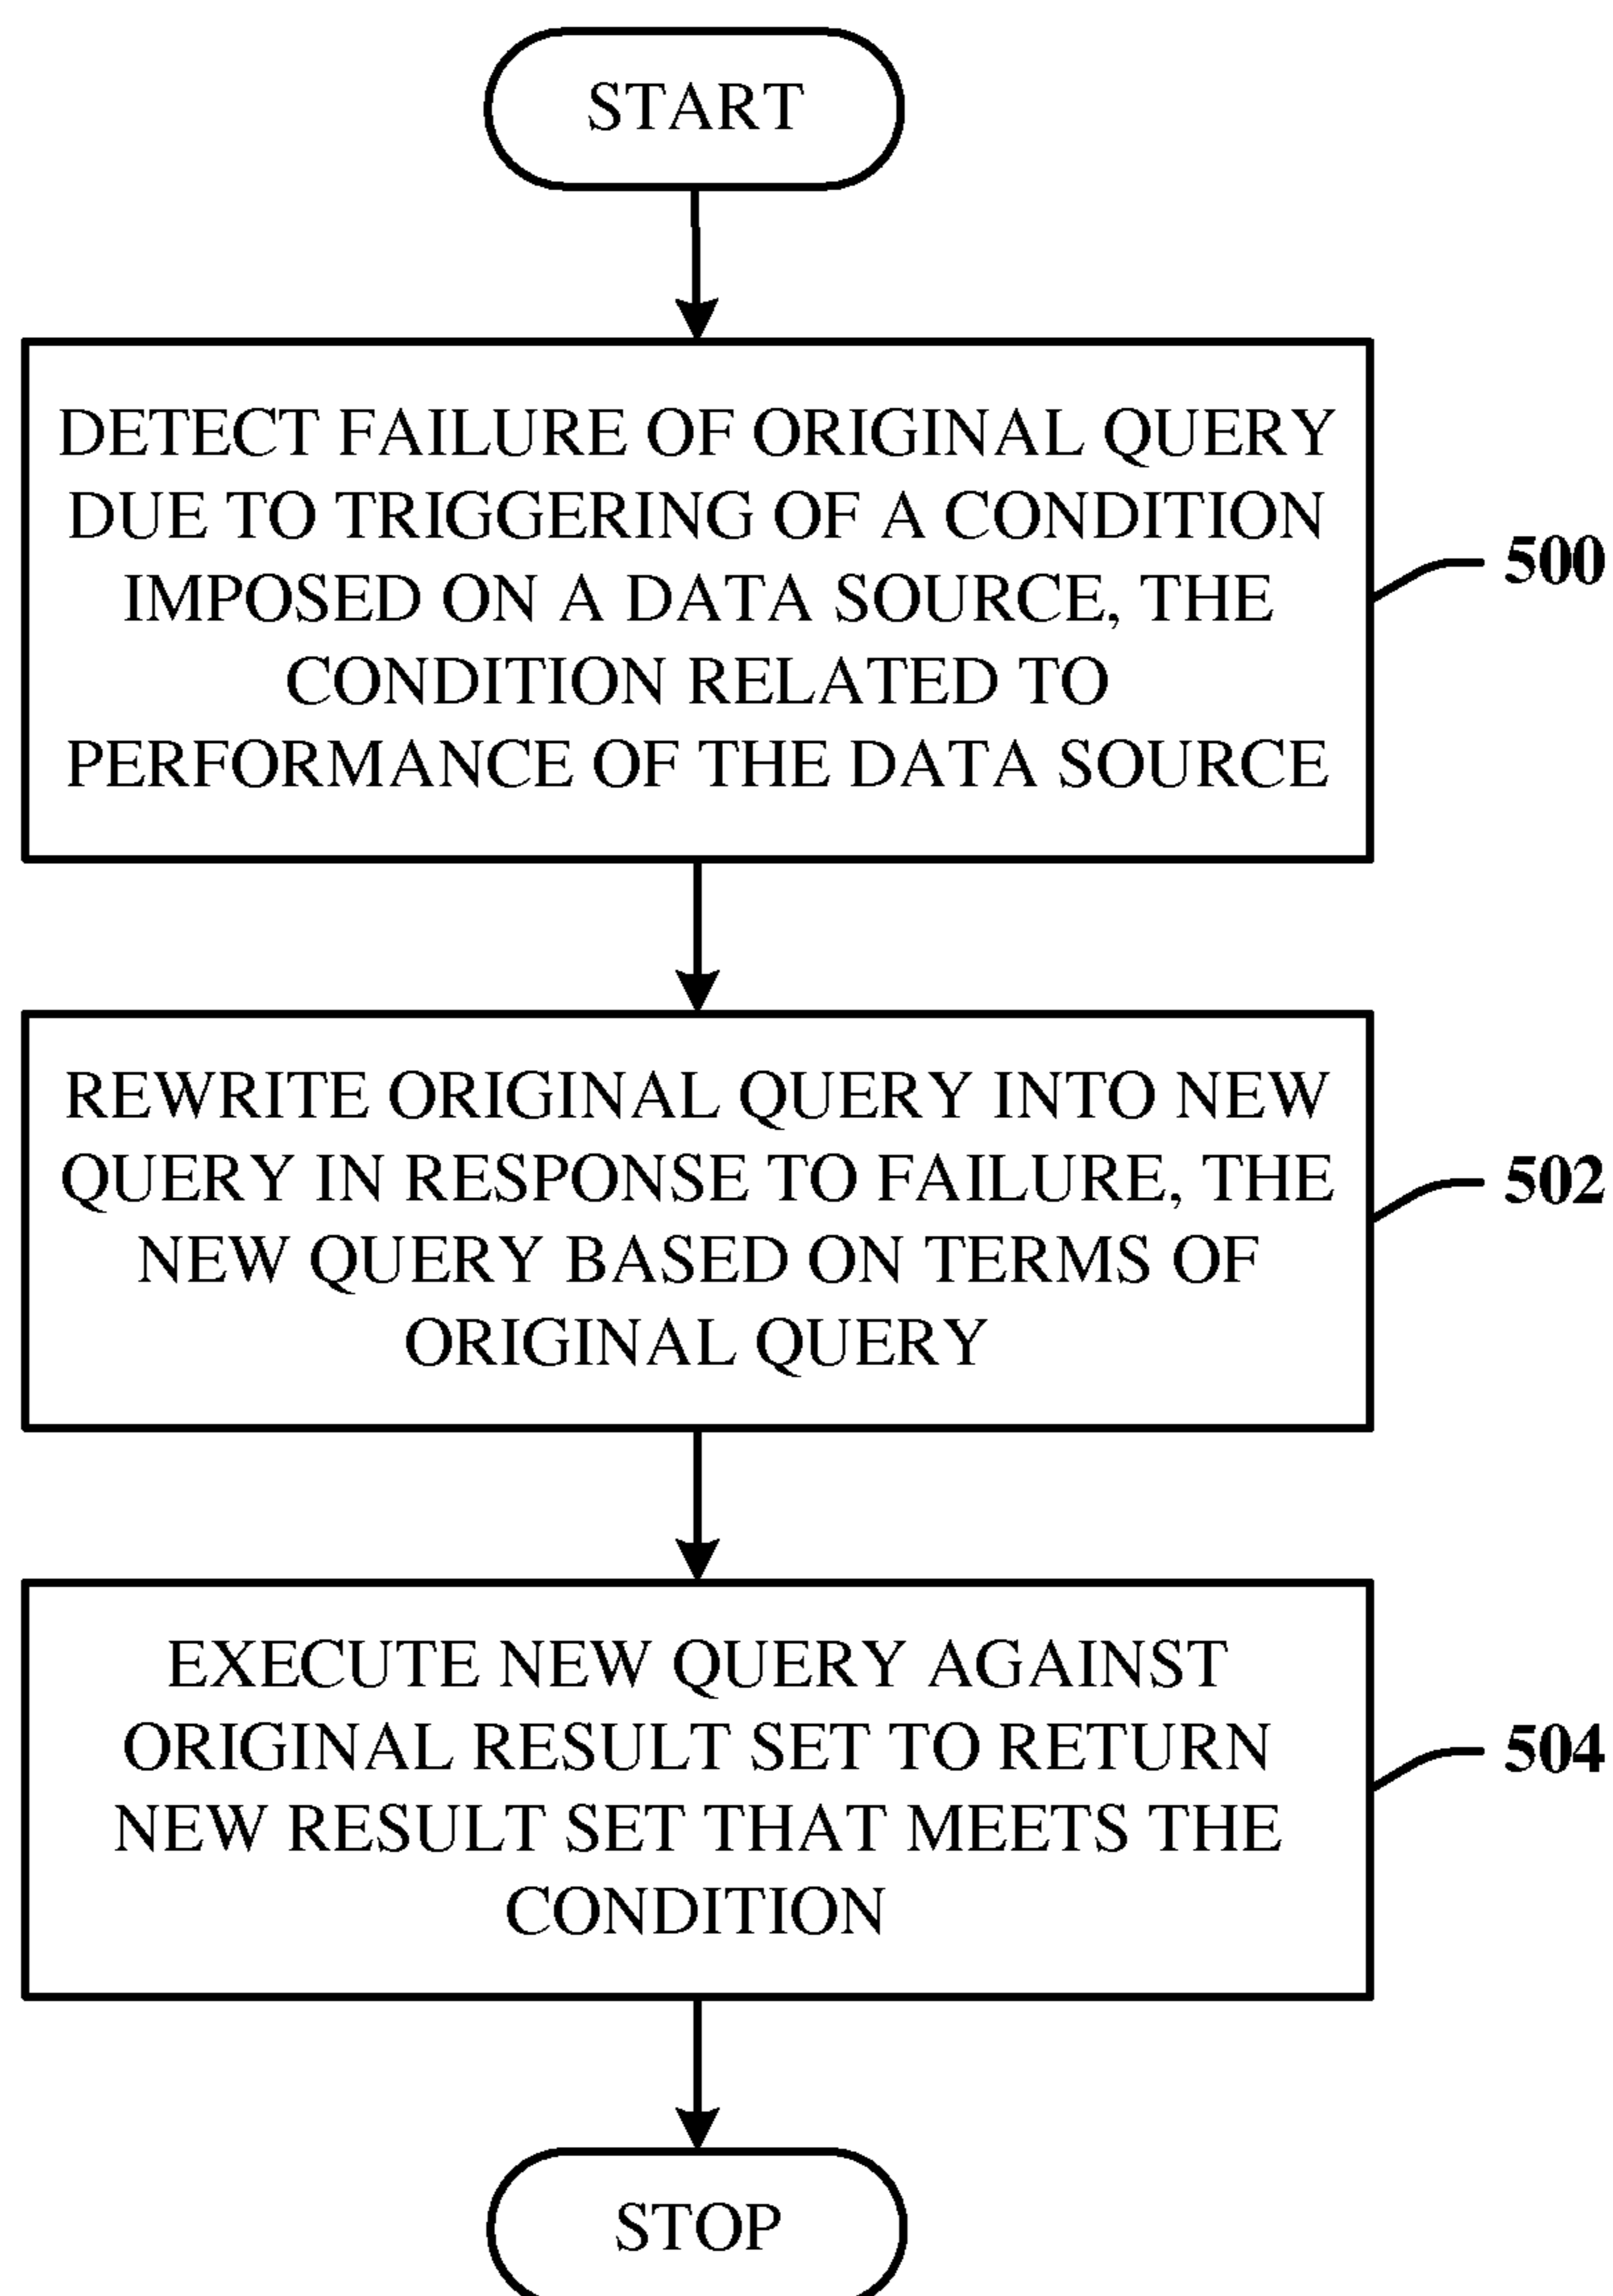 START
DETECT FAILURE OF ORIGINAL QUERY
DUE TO TRIGGERING OF A CONDITION
IMPOSED ON A DATA SOURCE, THE
CONDITION RELATED TO
PERFORMANCE OF THE DATA SOURCE
500
REWRITE ORIGINAL QUERY INTO NEW
QUERY IN RESPONSE TO FAILURE, THE
NEW QUERY BASED ON TERMS OF
ORIGINAL QUERY
502
EXECUTE NEW QUERY AGAINST
ORIGINAL RESULT SET TO RETURN
NEW RESULT SET THAT MEETS THE
CONDITION
504
STOP